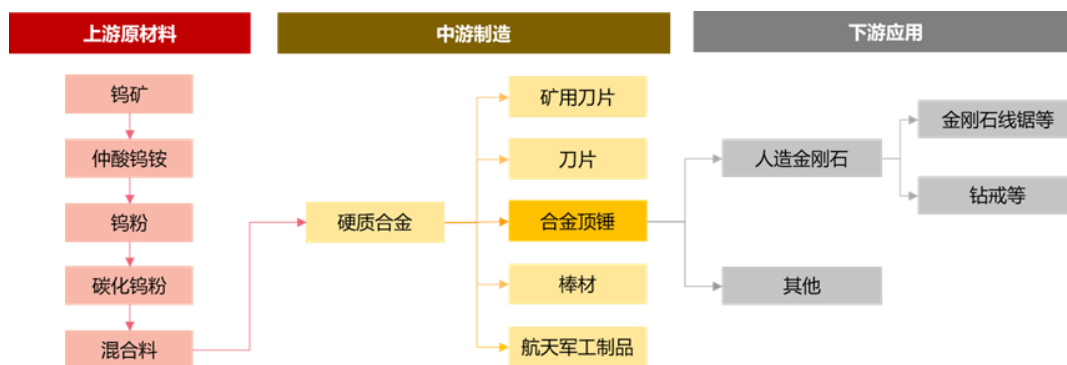 上游原材料
中游制造
下游应用
钨矿
仲酸钨铵
钨粉
碳化钨粉
混合料
硬质合金
矿用刀片
刀片
合金顶锤
棒材
航天军工制品
人造金刚石
其他
金刚石线锯等
钻戒等